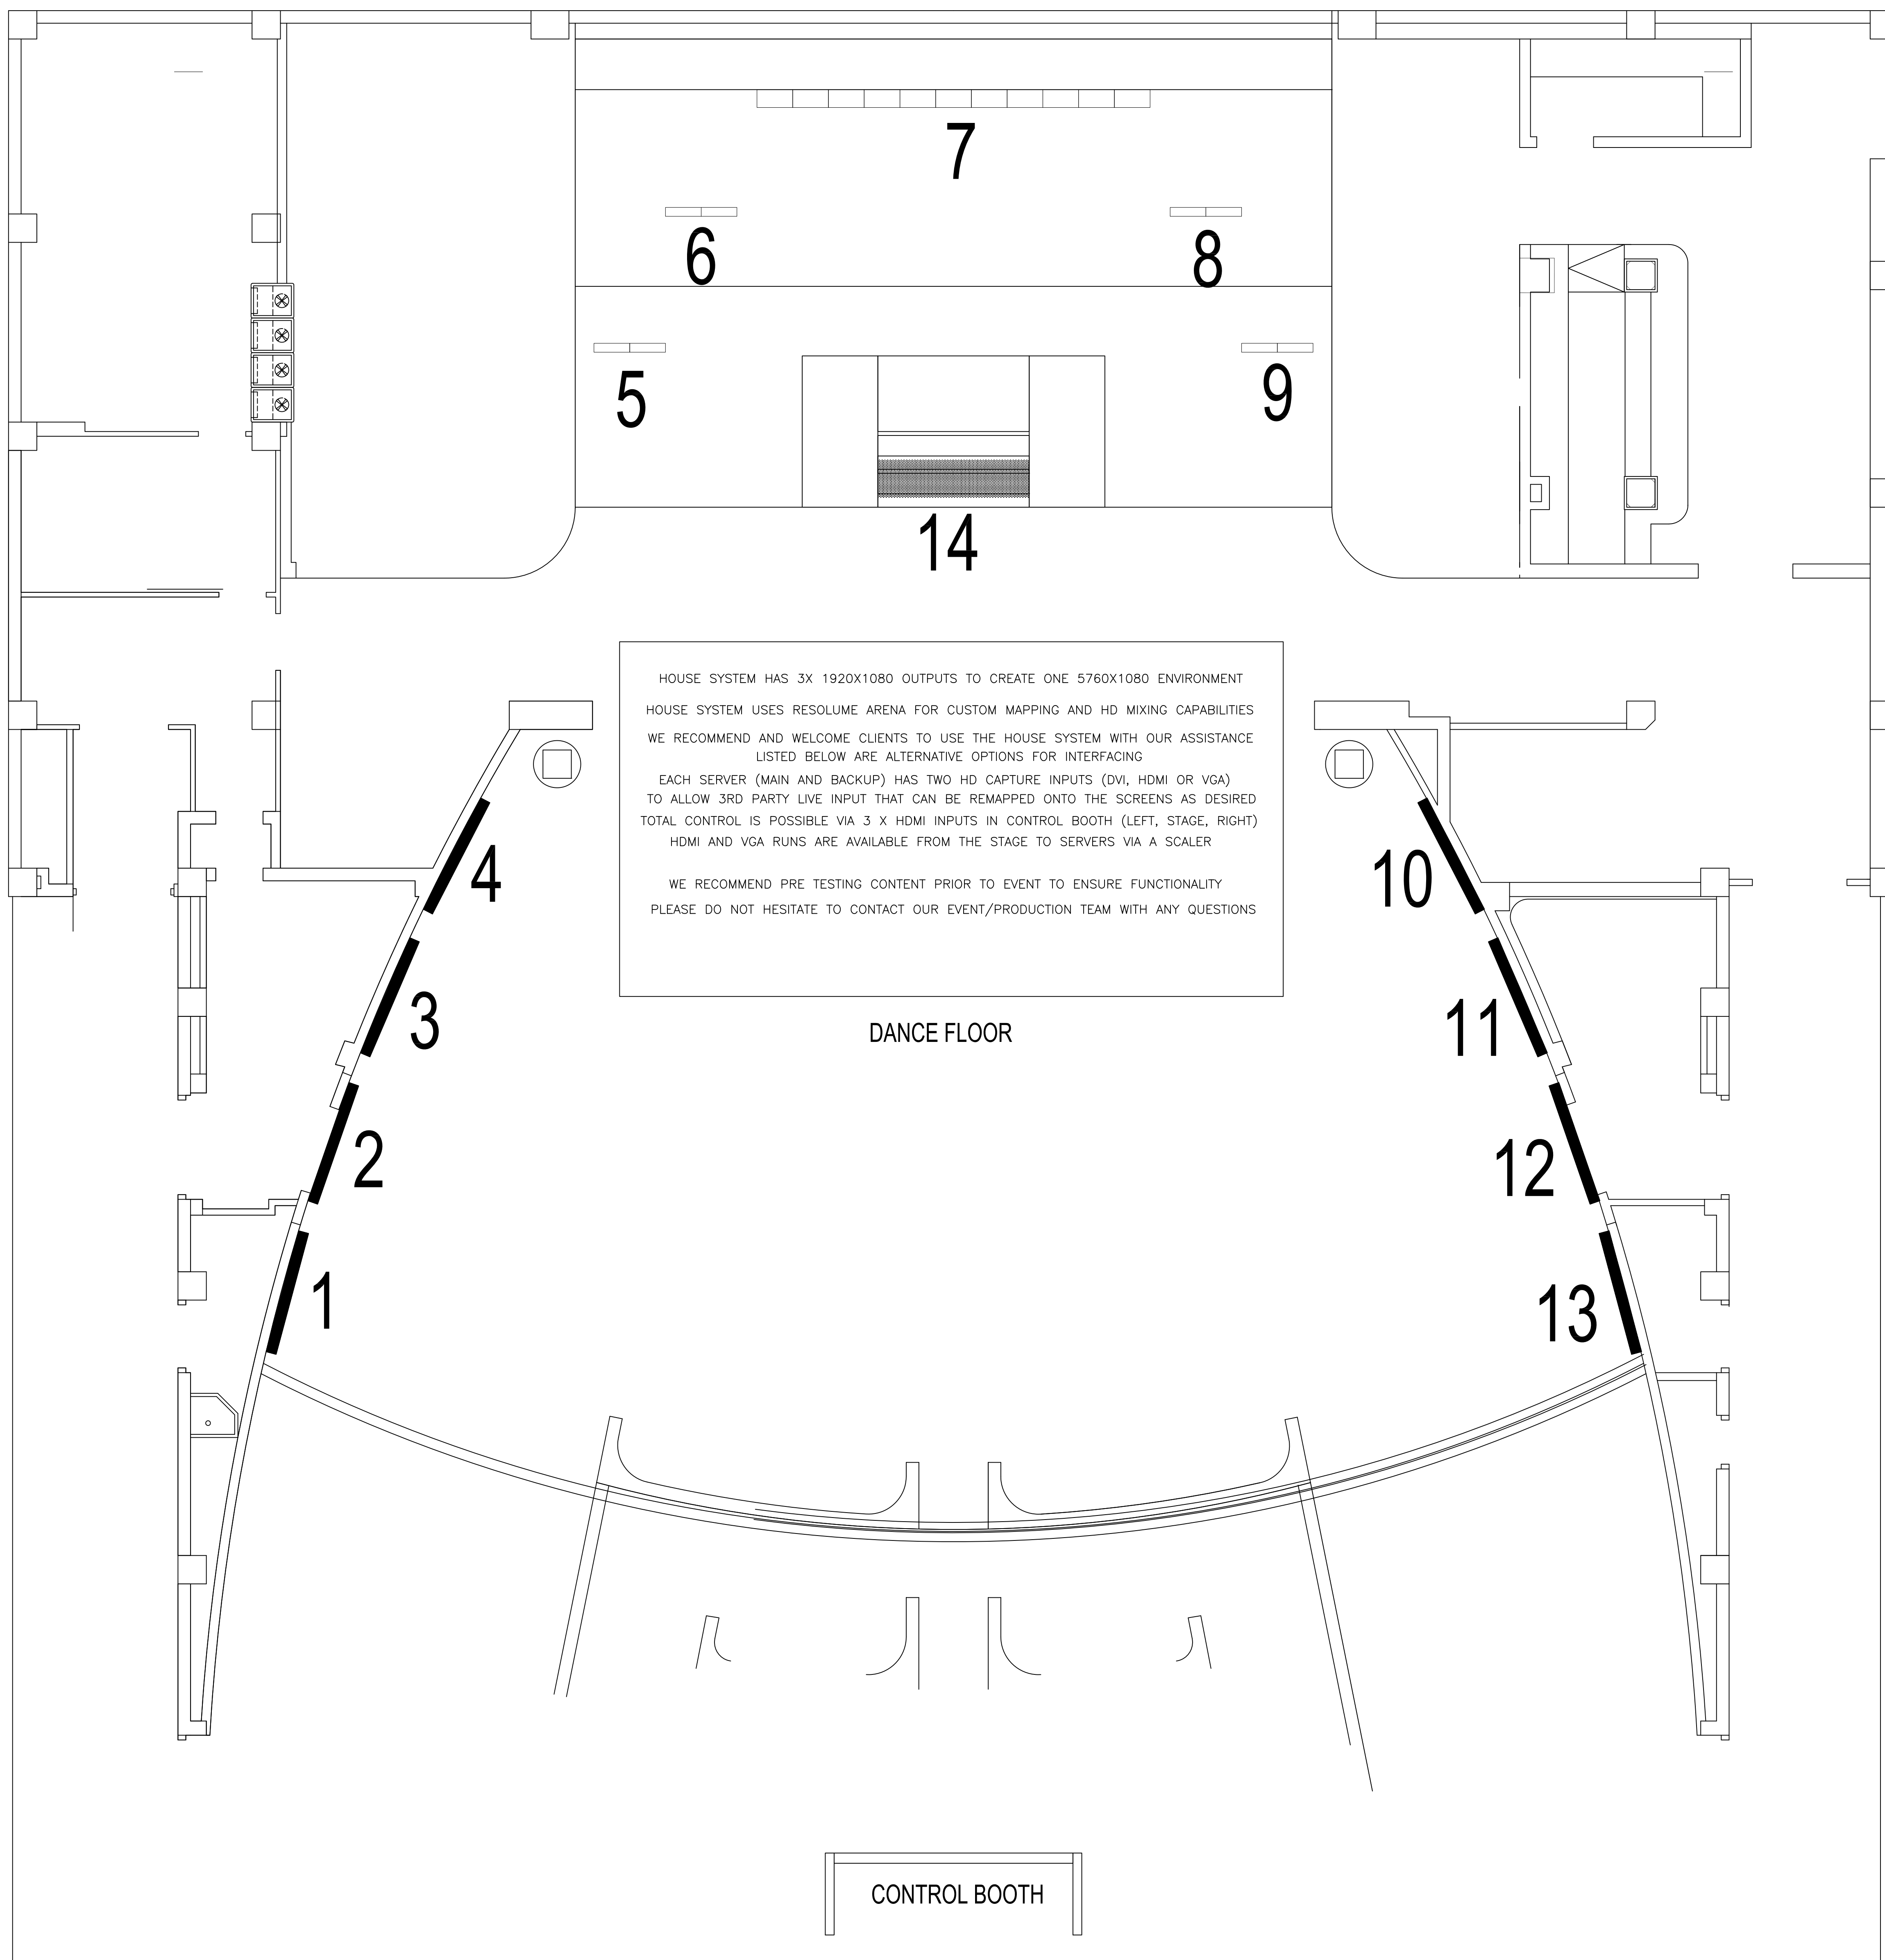 7
6
8
5
9
14
HOUSE SYSTEM HAS 3X 1920X1080 OUTPUTS TO CREATE ONE 5760X1080 ENVIRONMENT
HOUSE SYSTEM USES RESOLUME ARENA FOR CUSTOM MAPPING AND HD MIXING CAPABILITIES
WE RECOMMEND AND WELCOME CLIENTS TO USE THE HOUSE SYSTEM WITH OUR ASSISTANCE
LISTED BELOW ARE ALTERNATIVE OPTIONS FOR INTERFACING
EACH SERVER (MAIN AND BACKUP) HAS TWO HD CAPTURE INPUTS (DVI, HDMI OR VGA)
TO ALLOW 3RD PARTY LIVE INPUT THAT CAN BE REMAPPED ONTO THE SCREENS AS DESIRED
TOTAL CONTROL IS POSSIBLE VIA 3 X HDMI INPUTS IN CONTROL BOOTH (LEFT, STAGE, RIGHT)
HDMI AND VGA RUNS ARE AVAILABLE FROM THE STAGE TO SERVERS VIA A SCALER
WE RECOMMEND PRE TESTING CONTENT PRIOR TO EVENT TO ENSURE FUNCTIONALITY
PLEASE DO NOT HESITATE TO CONTACT OUR EVENT/PRODUCTION TEAM WITH ANY QUESTIONS
4
10
3
11
DANCE FLOOR
2
12
1
13
CONTROL BOOTH